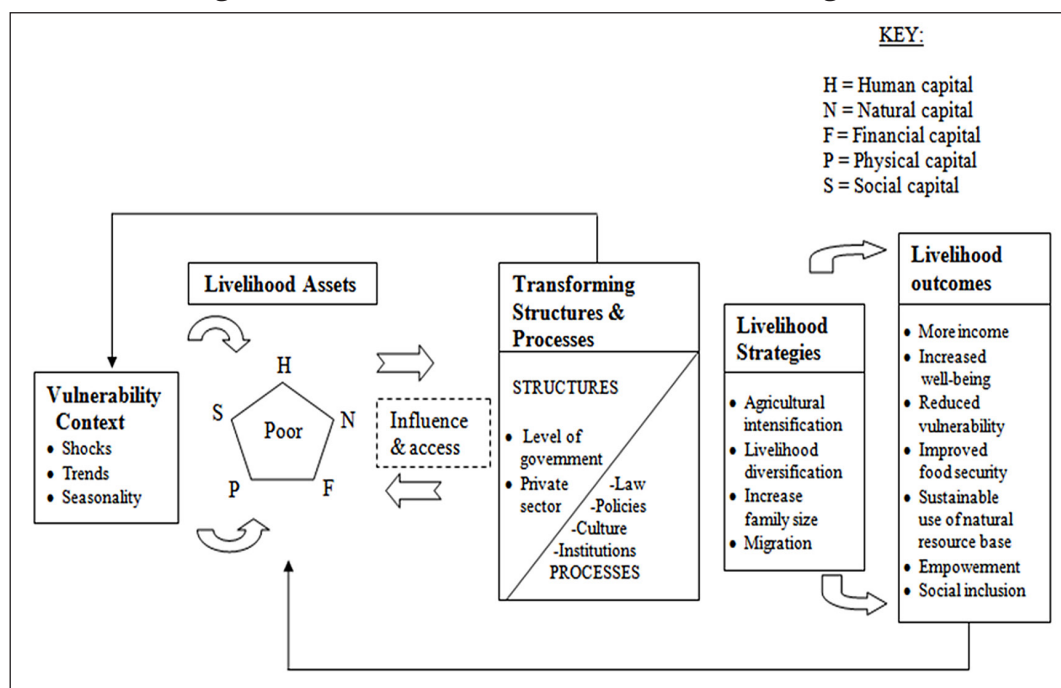 KEY:
H = Human capital
N = Natural capital
F = Financial capital
P = Physical capital
S = Social capital
Livelihood Assets
H
S
N
Poor
P
F
Vulnerability
Context
• Shocks
• Trends
• Seasonality
Influence
& access
Transforming
Structures &
Processes
STRUCTURES
• Level of
government
• Private
sector
-Law
-Policies
-Culture
-Institutions
PROCESSES
Livelihood
Strategies
• Agricultural
intensification
• Livelihood
diversification
• Increase
family size
• Migration
Livelihood
outcomes
• More income
• Increased
well-being
• Reduced
vulnerability
• Improved
food security
• Sustainable
use of natural
resource base
• Empowerment
• Social inclusion